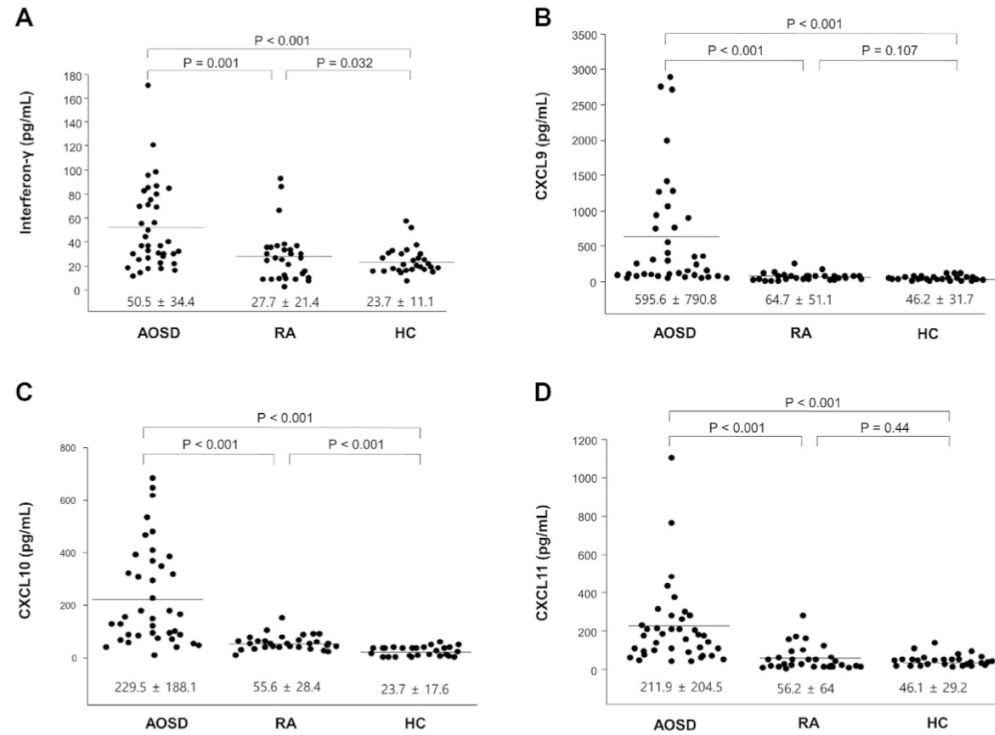 A
P < 0.001
P = 0.001
P = 0.032
Interferon-γ (pg/mL)
180
160
140
120
100
80
60
40
20
0
50.5 ± 34.4
27.7 ± 21.4
23.7 ± 11.1
AOSD
RA
HC
B
P < 0.001
P < 0.001
P = 0.107
CXCL9 (pg/mL)
3500
3000
2500
2000
1500
1000
500
0
595.6 ± 790.8
64.7 ± 51.1
46.2 ± 31.7
AOSD
RA
HC
C
P < 0.001
P < 0.001
P < 0.001
CXCL10 (pg/mL)
800
600
400
200
0
229.5 ± 188.1
55.6 ± 28.4
23.7 ± 17.6
AOSD
RA
HC
D
P < 0.001
P < 0.001
P = 0.44
CXCL11 (pg/mL)
1200
1000
800
600
400
200
0
211.9 ± 204.5
56.2 ± 64
46.1 ± 29.2
AOSD
RA
HC